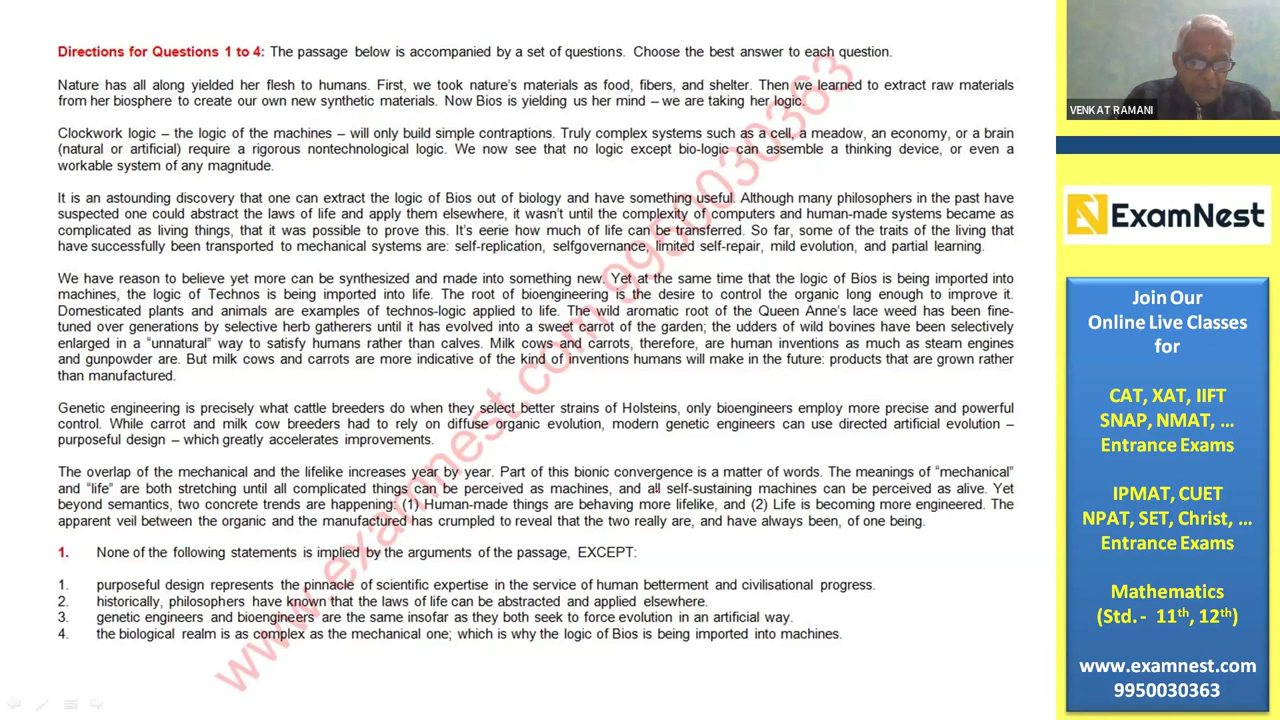 Directions for Questions 1 to 4: The passage below is accompanied by a set of questions. Choose the best answer to each question.
Nature has all along yielded her flesh to humans. First, we took nature's materials as food, fibers, and shelter. Then we learned to extract raw materials
from her biosphere to create our own new synthetic materials. Now Bios is yielding us her mind – we are taking her logic.
Clockwork logic – the logic of the machines – will only build simple contraptions. Truly complex systems such as a cell, a meadow, an economy, or a brain
(natural or artificial) require a rigorous nontechnological logic. We now see that no logic except bio-logic can assemble a thinking device, or even a
workable system of any magnitude.
It is an astounding discovery that one can extract the logic of Bios out of biology and have something useful. Although many philosophers in the past have
suspected one could abstract the laws of life and apply them elsewhere, it wasn't until the complexity of computers and human-made systems became as
complicated as living things, that it was possible to prove this. It's eerie how much of life can be transferred. So far, some of the traits of the living that
have successfully been transported to mechanical systems are: self-replication, selfgovernance, limited self-repair, mild evolution, and partial learning.
We have reason to believe yet more can be synthesized and made into something new. Yet at the same time that the logic of Bios is being imported into
machines, the logic of Technos is being imported into life. The root of bioengineering is the desire to control the organic long enough to improve it.
Domesticated plants and animals are examples of technos-logic applied to life. The wild aromatic root of the Queen Anne's lace weed has been fine-
tuned over generations by selective herb gatherers until it has evolved into a sweet carrot of the garden; the udders of wild bovines have been selectively
enlarged in a "unnatural" way to satisfy humans rather than calves. Milk cows and carrots, therefore, are human inventions as much as steam engines
and gunpowder are. But milk cows and carrots are more indicative of the kind of inventions humans will make in the future: products that are grown rather
than manufactured.
Genetic engineering is precisely what cattle breeders do when they select better strains of Holsteins, only bioengineers employ more precise and powerful
control. While carrot and milk cow breeders had to rely on diffuse organic evolution, modern genetic engineers can use directed artificial evolution –
purposeful design – which greatly accelerates improvements.
The overlap of the mechanical and the lifelike increases year by year. Part of this bionic convergence is a matter of words. The meanings of "mechanical"
and "life" are both stretching until all complicated things can be perceived as machines, and all self-sustaining machines can be perceived as alive. Yet
beyond semantics, two concrete trends are happening: (1) Human-made things are behaving more lifelike, and (2) Life is becoming more engineered. The
apparent veil between the organic and the manufactured has crumpled to reveal that the two really are, and have always been, of one being.
1. None of the following statements is implied by the arguments of the passage, EXCEPT:
1. purposeful design represents the pinnacle of scientific expertise in the service of human betterment and civilisational progress.
2. historically, philosophers have known that the laws of life can be abstracted and applied elsewhere.
3. genetic engineers and bioengineers are the same insofar as they both seek to force evolution in an artificial way.
4. the biological realm is as complex as the mechanical one; which is why the logic of Bios is being imported into machines.
www.examnest.com 9950030363
VENKAT RAMANI
ExamNest
Join Our
Online Live Classes
for
CAT, XAT, IIFT
SNAP, NMAT, ...
Entrance Exams
IPMAT, CUET
NPAT, SET, Christ, ...
Entrance Exams
Mathematics
(Std. - 11th, 12th)
www.examnest.com
9950030363